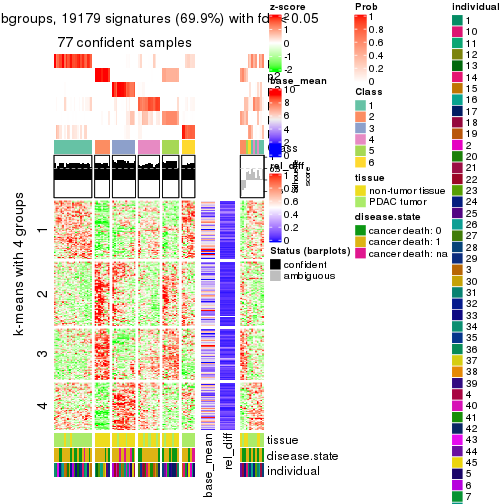 bgroups, 19179 signatures (69.9%) with fd < 0.05
77 confident samples
k-means with 4 groups
1
2
3
4
base_mean
rel_diff
tissue
disease.state
individual
z-score
2
1
0
-1
-2
base_mean
10
8
6
4
2
0
rel_diff
1
0.8
0.6
0.4
0.2
0
Silhouette
score
Status (barplots)
confident
ambiguous
Prob
1
0.8
0.6
0.4
0.2
0
Class
1
2
3
4
5
6
tissue
non-tumor tissue
PDAC tumor
disease.state
cancer death: 0
cancer death: 1
cancer death: na
individual
1
10
11
12
13
14
15
16
17
18
19
2
20
21
22
23
24
25
26
27
28
29
3
30
31
32
33
34
35
36
37
38
39
4
40
41
42
43
44
45
5
6
7